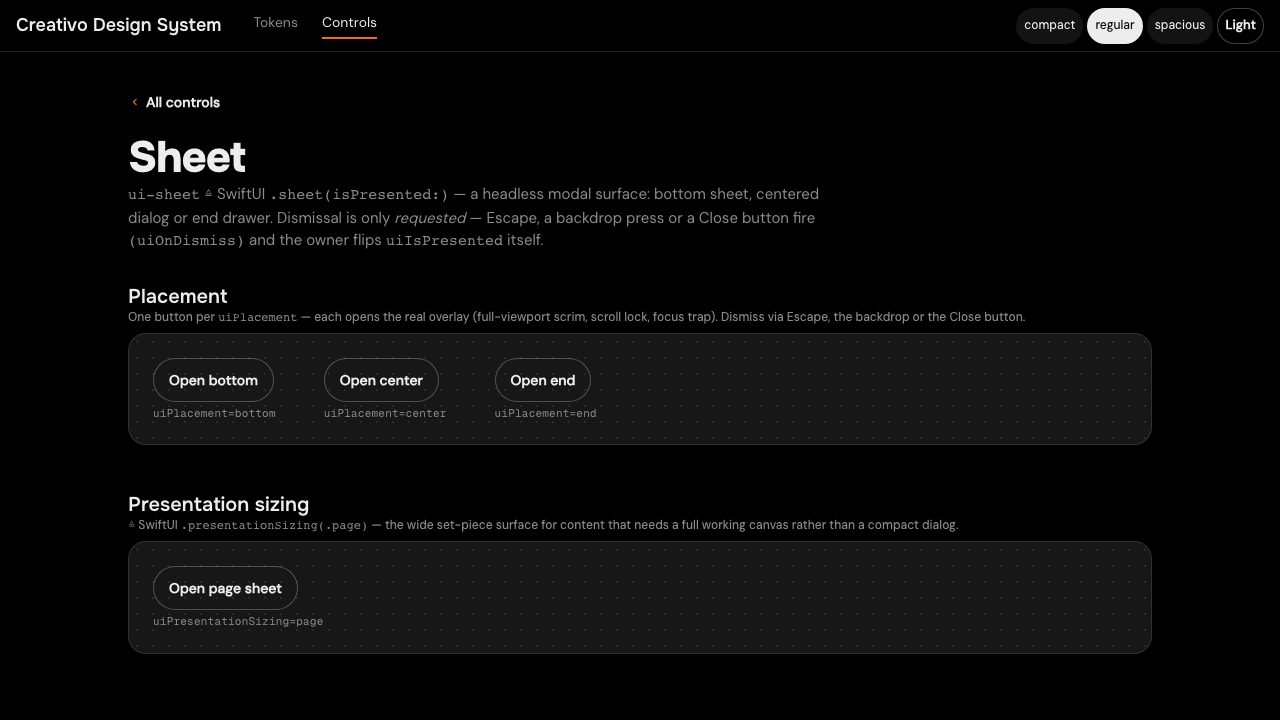 Creativo Design System
Tokens
Controls
compact
regular
spacious
Light
‹ All controls
Sheet
ui-sheet ≙ SwiftUI .sheet(isPresented:) — a headless modal surface: bottom sheet, centered
dialog or end drawer. Dismissal is only requested — Escape, a backdrop press or a Close button fire
(uiOnDismiss) and the owner flips uiIsPresented itself.
Placement
One button per uiPlacement — each opens the real overlay (full-viewport scrim, scroll lock, focus trap). Dismiss via Escape, the backdrop or the Close button.
Open bottom
Open center
Open end
uiPlacement=bottom
uiPlacement=center
uiPlacement=end
Presentation sizing
≙ SwiftUI .presentationSizing(.page) — the wide set-piece surface for content that needs a full working canvas rather than a compact dialog.
Open page sheet
uiPresentationSizing=page